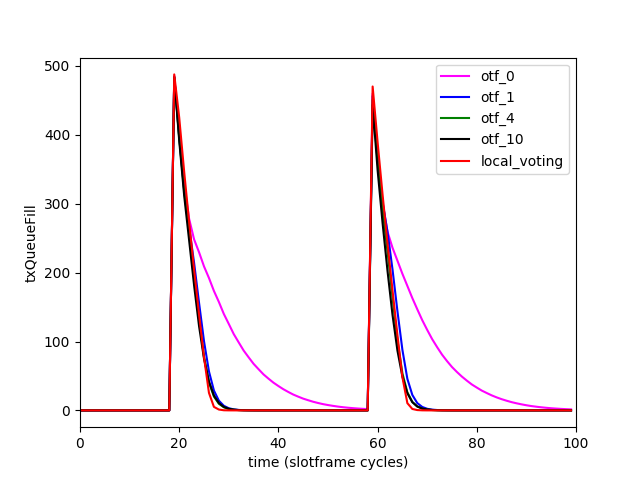 500
400
300
200
100
0
txQueueFill
0 20 40 60 80 100
time (slotframe cycles)
otf_0
otf_1
otf_4
otf_10
local_voting